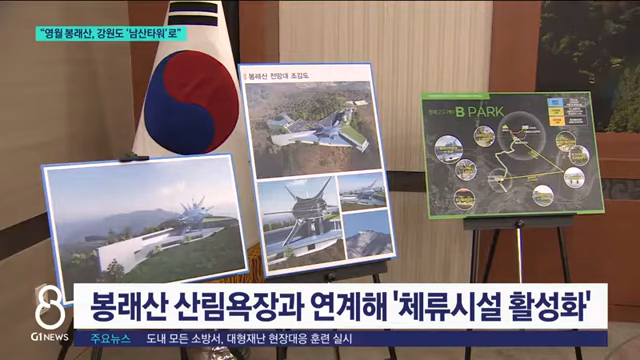 “영월 봉래산, 강원도 '남산타워'로”
봉래산 전망대 조감도
B PARK
봉래산 산림욕장과 연계해 '체류시설 활성화'
8
G1NEWS
주요뉴스
도내 모든 소방서, 대형재난 현장대응 훈련 실시